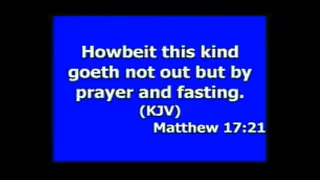 Howbeit this kind
goeth not out but by
prayer and fasting.
(KJV)
Matthew 17:21